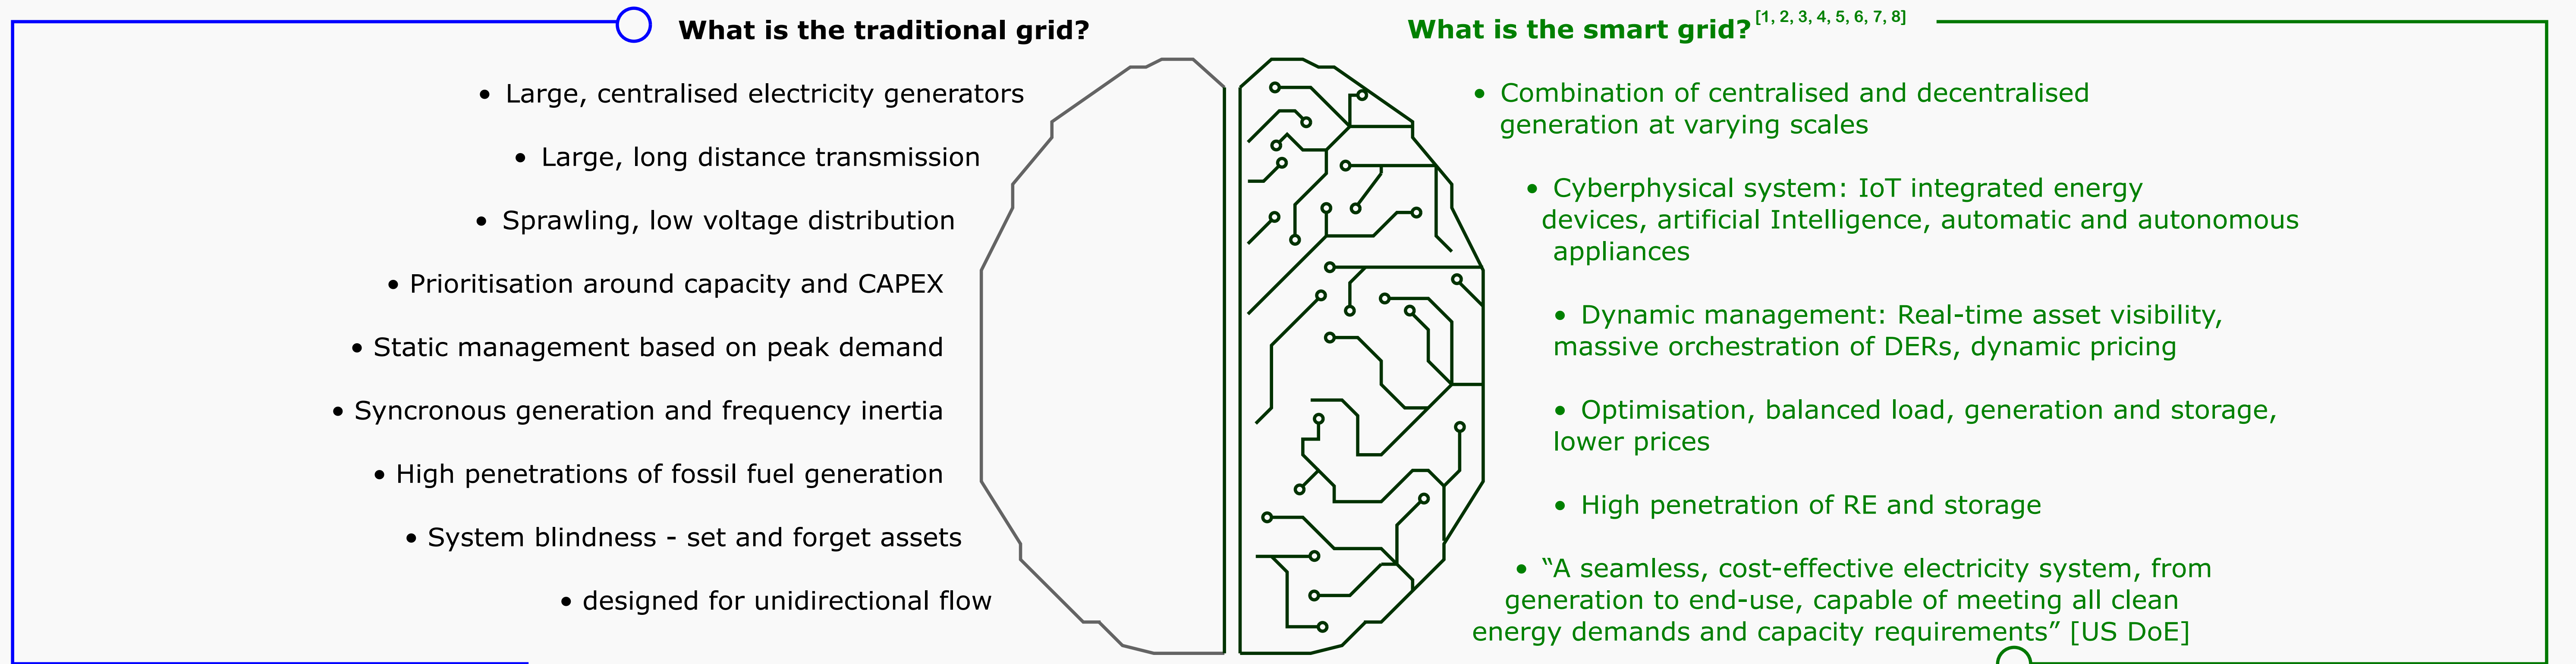 What is the traditional grid?
• Large, centralised electricity generators
• Large, long distance transmission
• Sprawling, low voltage distribution
• Prioritisation around capacity and CAPEX
• Static management based on peak demand
• Syncronous generation and frequency inertia
• High penetrations of fossil fuel generation
• System blindness - set and forget assets
• designed for unidirectional flow
What is the smart grid? [1, 2, 3, 4, 5, 6, 7, 8]
• Combination of centralised and decentralised
generation at varying scales
• Cyberphysical system: IoT integrated energy
devices, artificial Intelligence, automatic and autonomous
appliances
• Dynamic management: Real-time asset visibility,
massive orchestration of DERs, dynamic pricing
• Optimisation, balanced load, generation and storage,
lower prices
• High penetration of RE and storage
• “A seamless, cost-effective electricity system, from
generation to end-use, capable of meeting all clean
energy demands and capacity requirements” [US DoE]